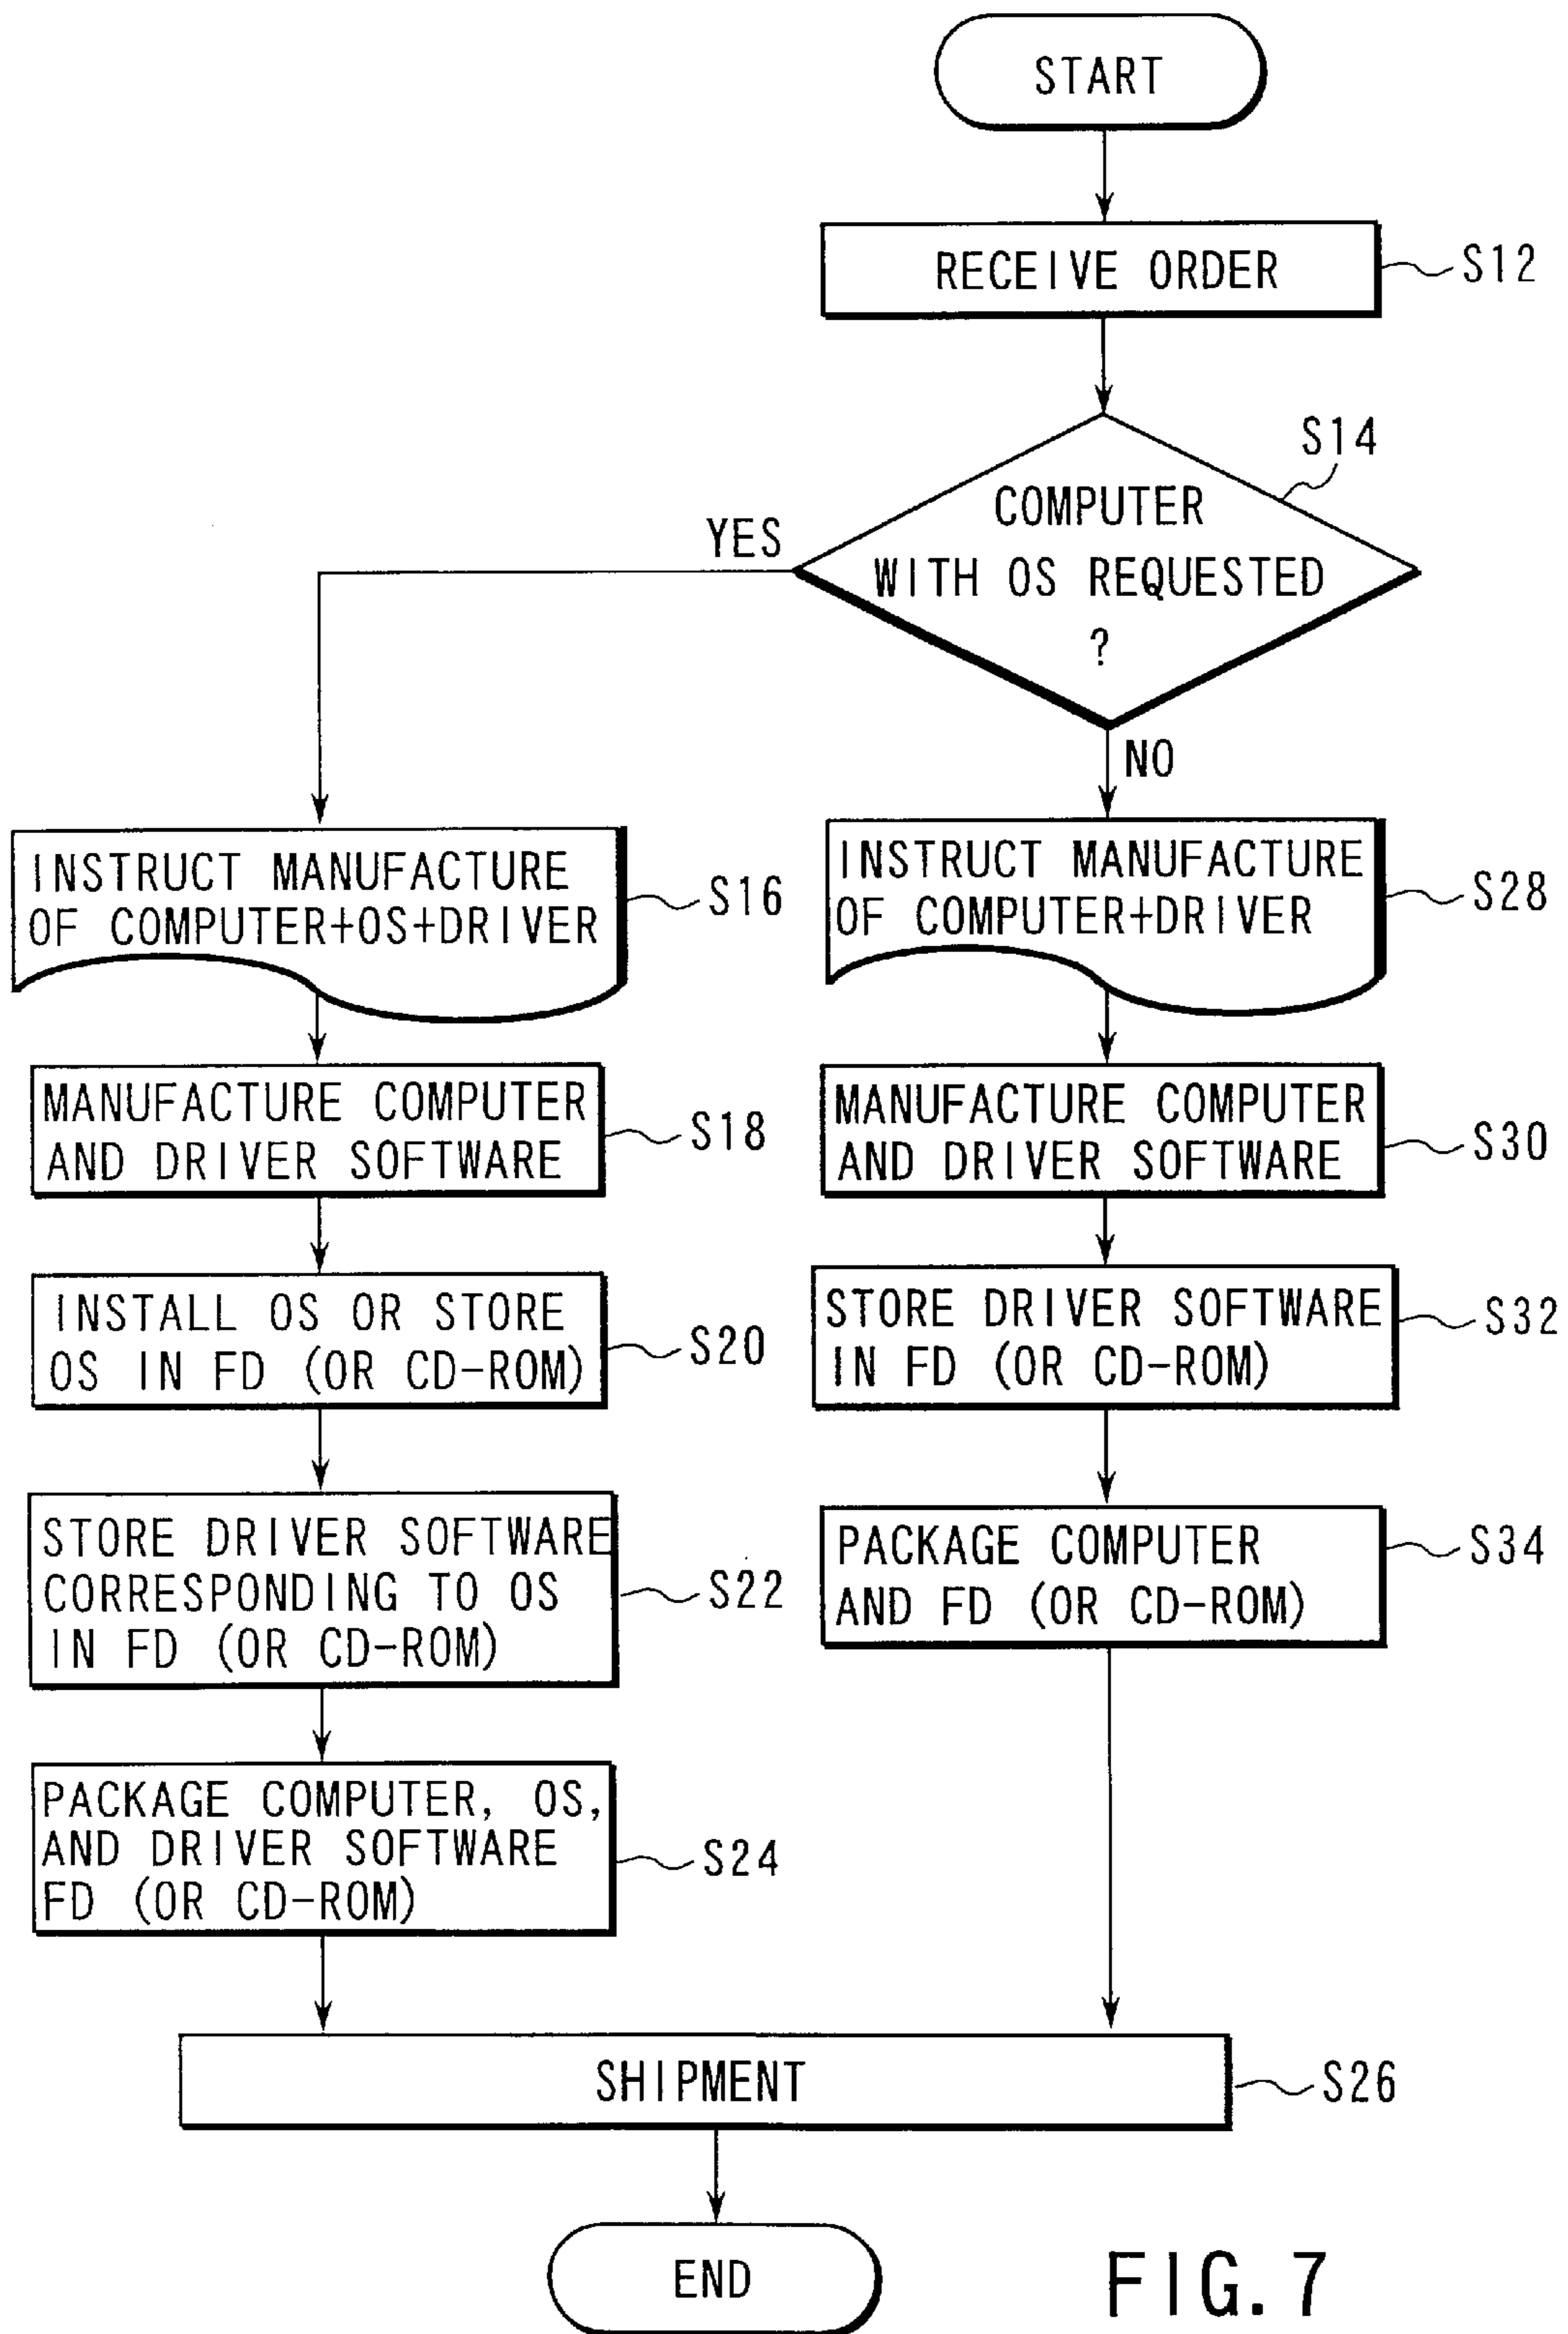 START
RECEIVE ORDER
S12
S14
COMPUTER
WITH OS REQUESTED
?
YES
NO
INSTRUCT MANUFACTURE
OF COMPUTER+OS+DRIVER
S16
MANUFACTURE COMPUTER
AND DRIVER SOFTWARE
S18
INSTALL OS OR STORE
OS IN FD (OR CD-ROM)
S20
STORE DRIVER SOFTWARE
CORRESPONDING TO OS
IN FD (OR CD-ROM)
S22
PACKAGE COMPUTER, OS,
AND DRIVER SOFTWARE
FD (OR CD-ROM)
S24
INSTRUCT MANUFACTURE
OF COMPUTER+DRIVER
S28
MANUFACTURE COMPUTER
AND DRIVER SOFTWARE
S30
STORE DRIVER SOFTWARE
IN FD (OR CD-ROM)
S32
PACKAGE COMPUTER
AND FD (OR CD-ROM)
S34
SHIPMENT
S26
END
FIG. 7